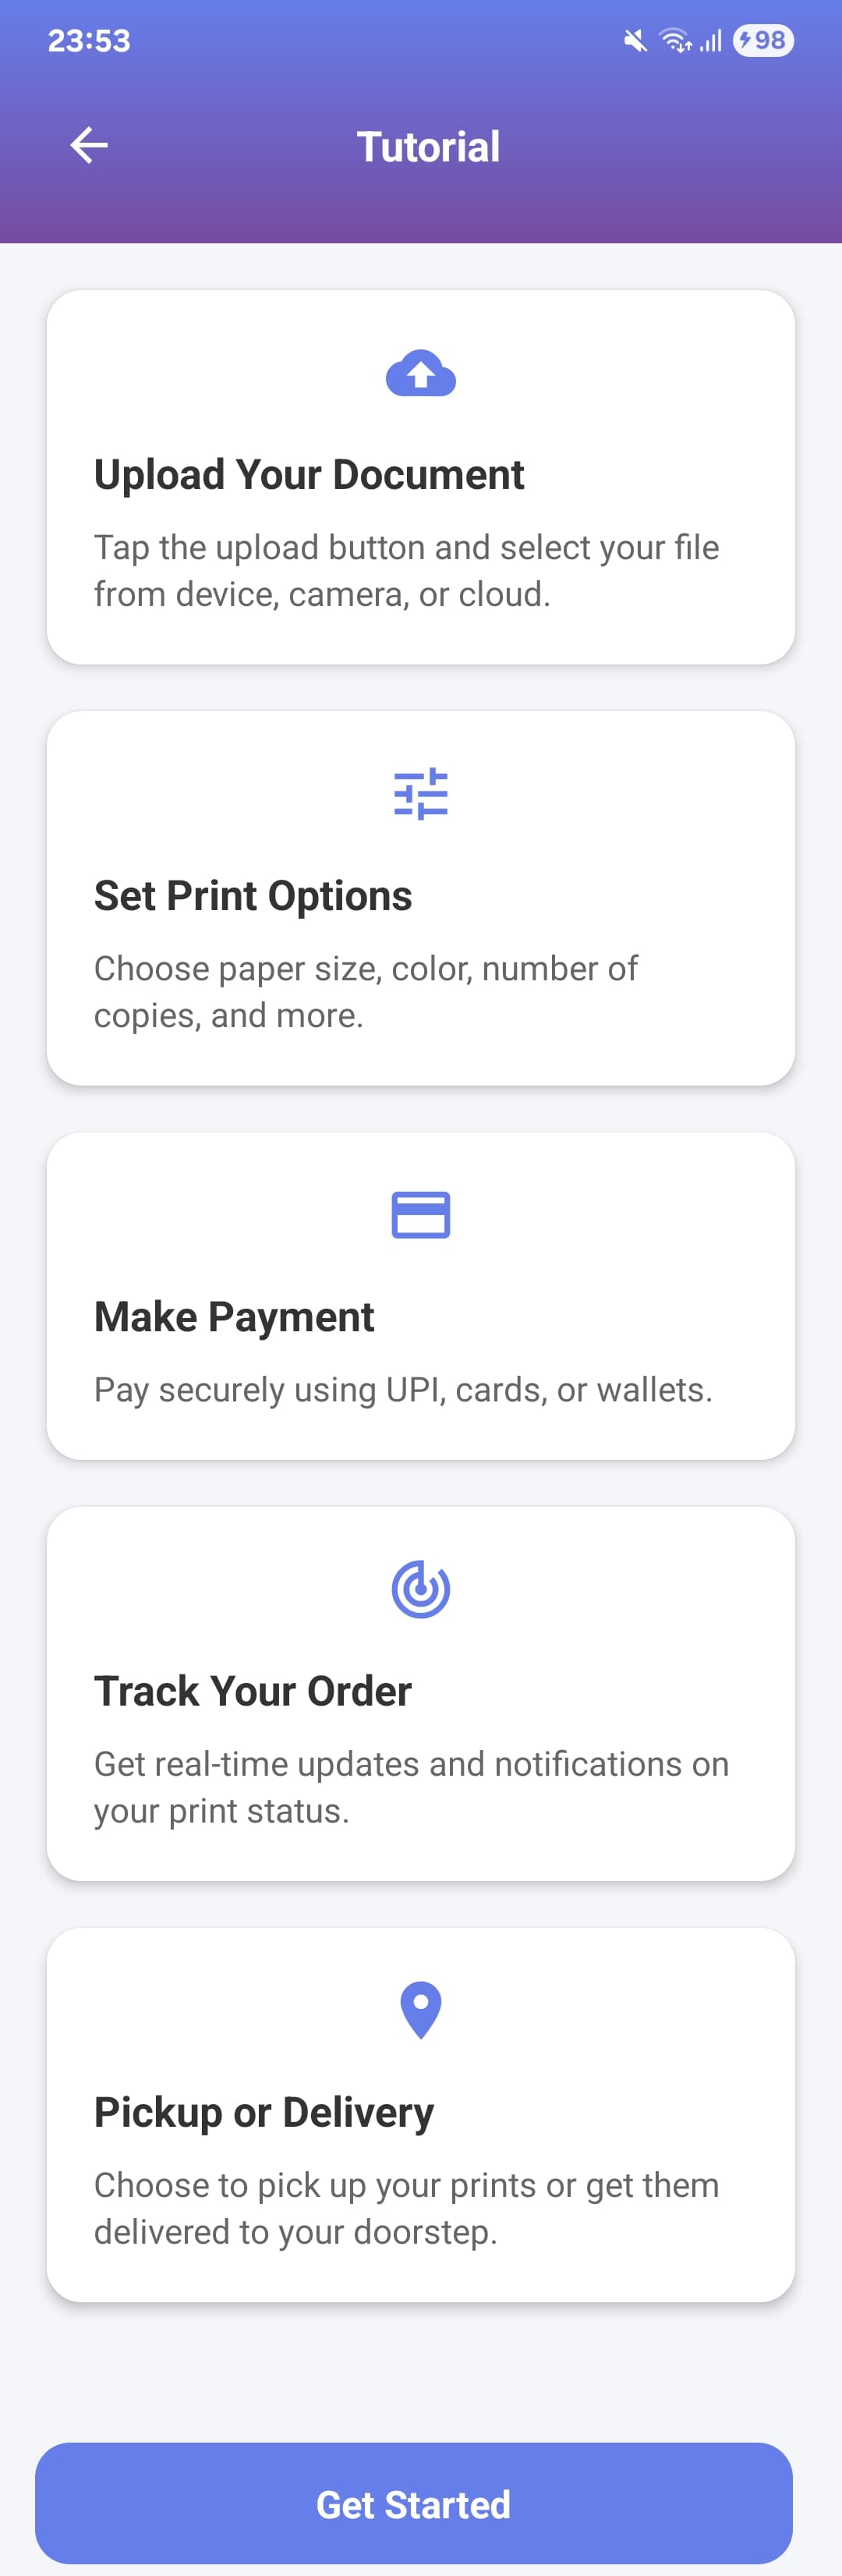 23:53
98
Tutorial
Upload Your Document
Tap the upload button and select your file
from device, camera, or cloud.
Set Print Options
Choose paper size, color, number of
copies, and more.
Make Payment
Pay securely using UPI, cards, or wallets.
Track Your Order
Get real-time updates and notifications on
your print status.
Pickup or Delivery
Choose to pick up your prints or get them
delivered to your doorstep.
Get Started